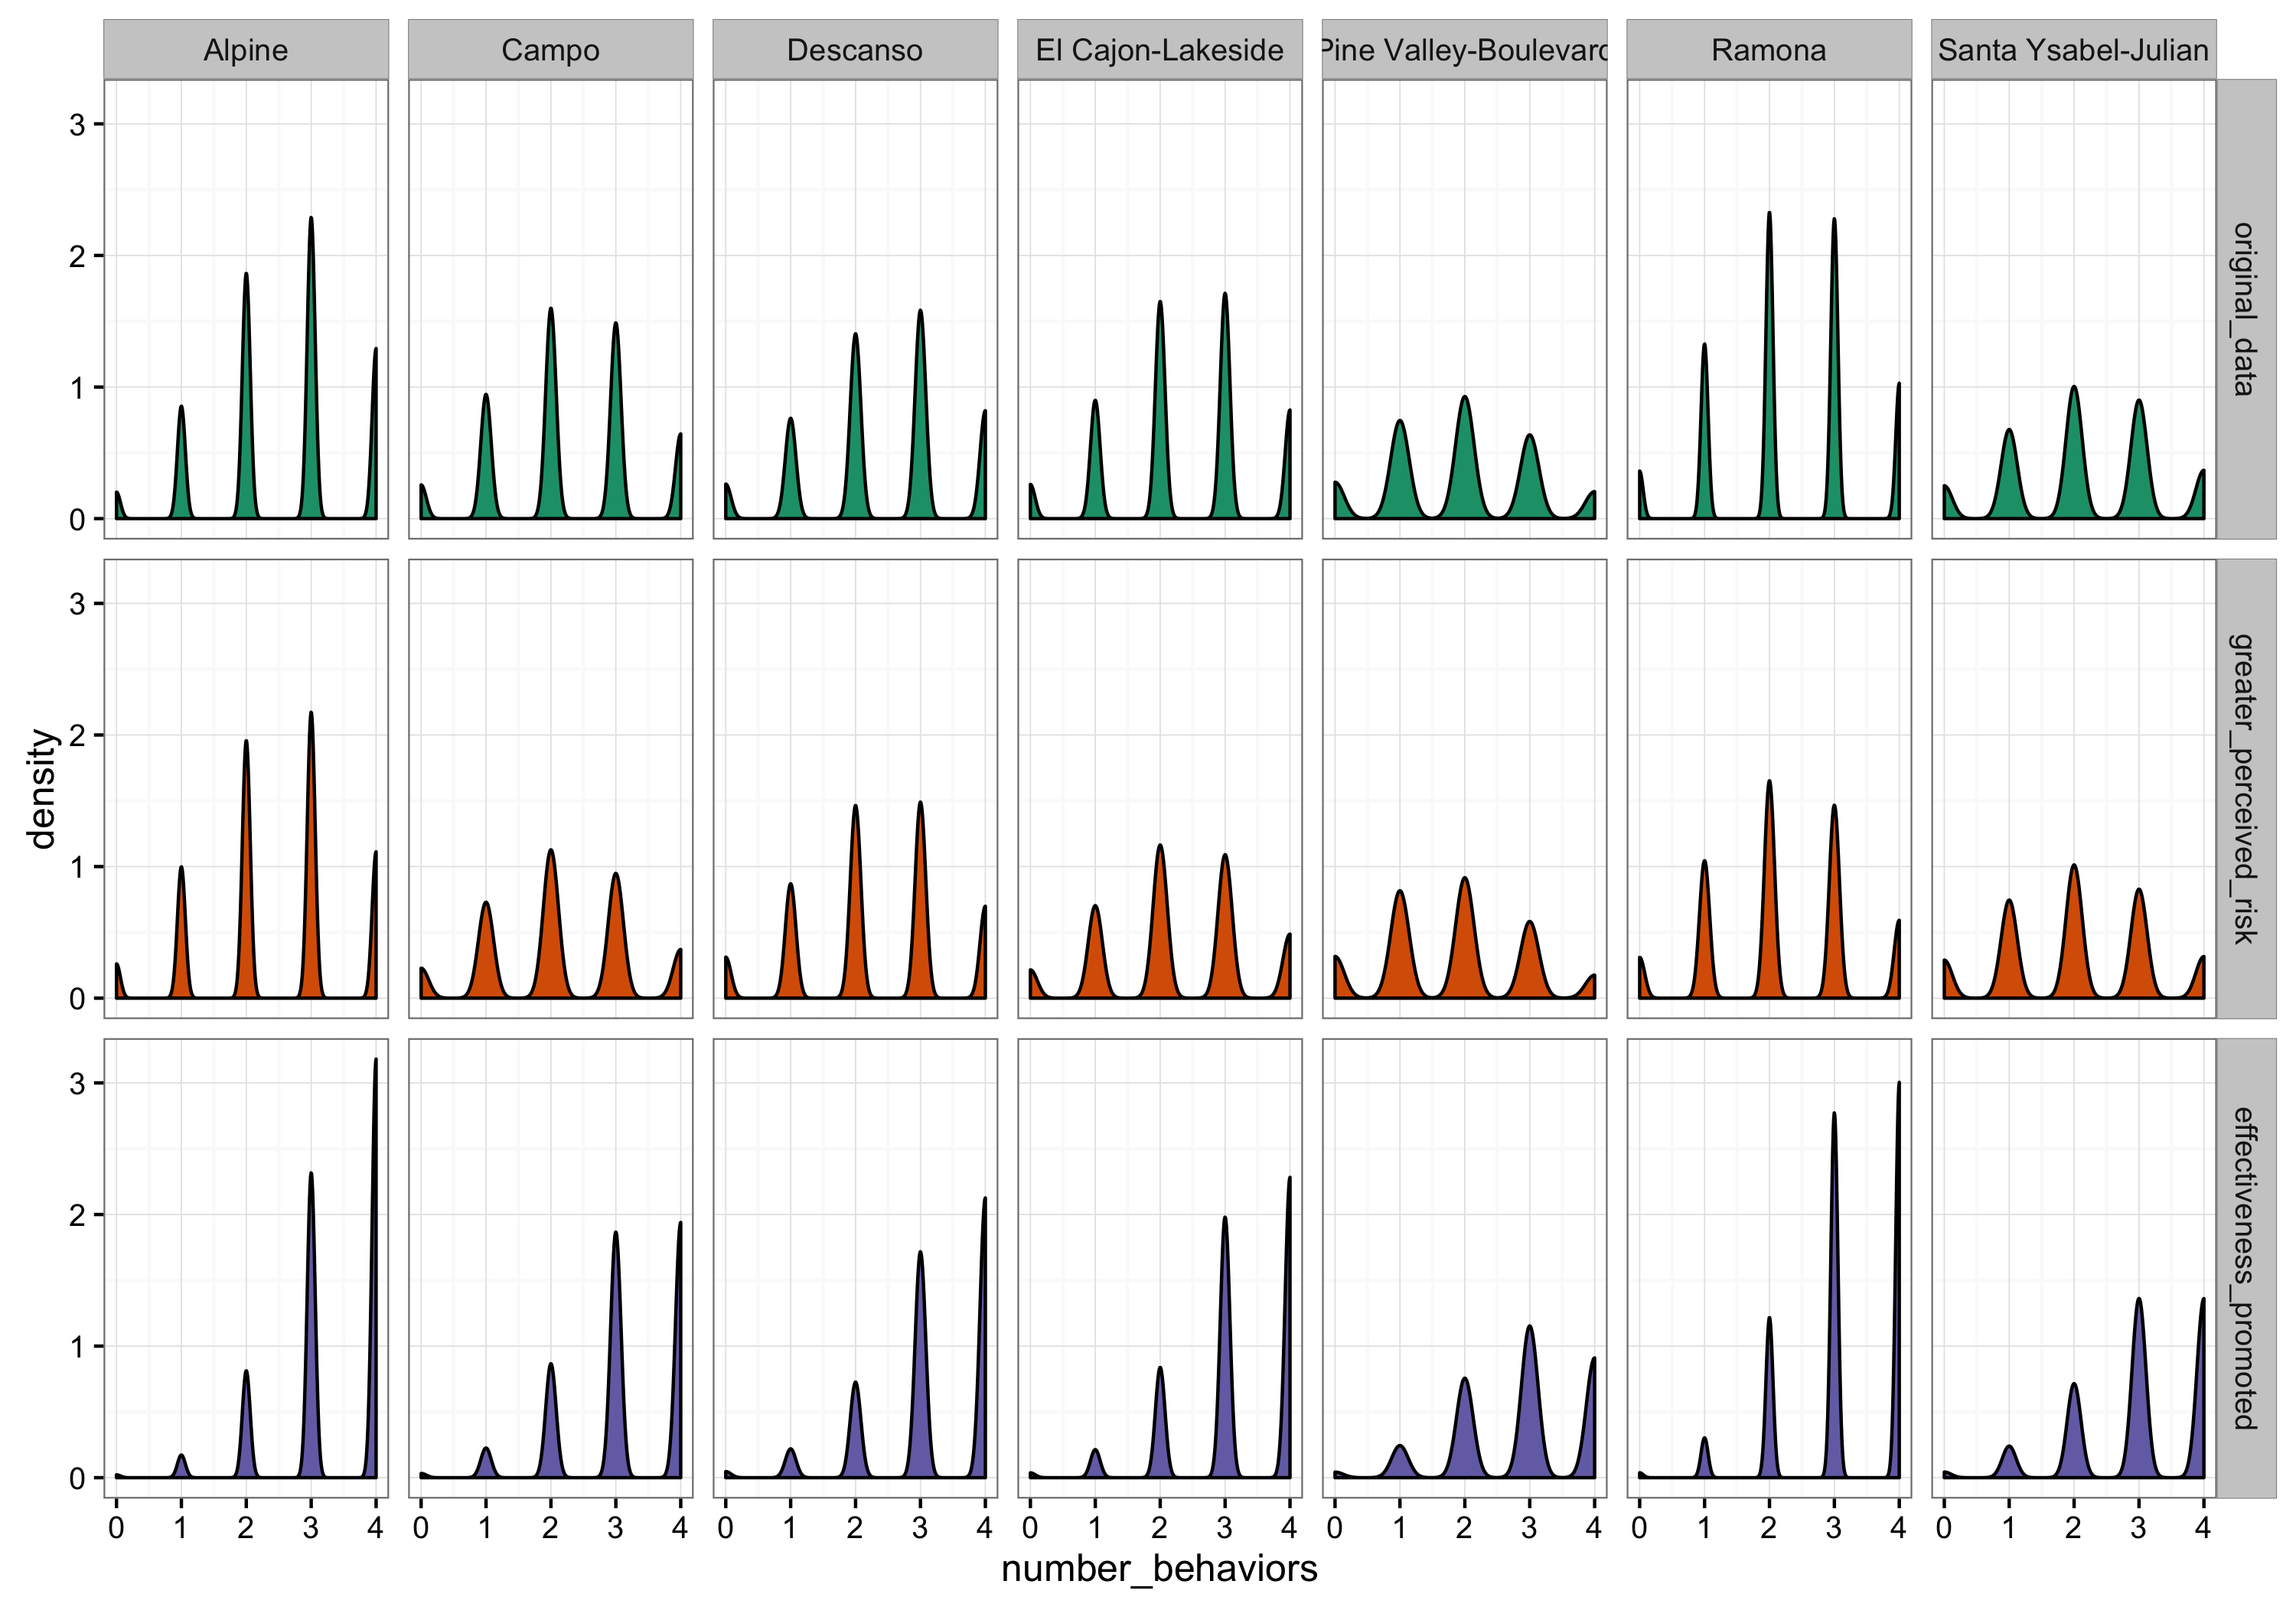 Alpine
Campo
Descanso
El Cajon-Lakeside
Pine Valley-Boulevard
Ramona
Santa Ysabel-Julian
3
2
1
0
original_data
density
3
2
1
0
greater_perceived_risk
3
2
1
0
effectiveness_promoted
0 1 2 3 4
0 1 2 3 4
0 1 2 3 4
0 1 2 3 4
0 1 2 3 4
0 1 2 3 4
0 1 2 3 4
number_behaviors